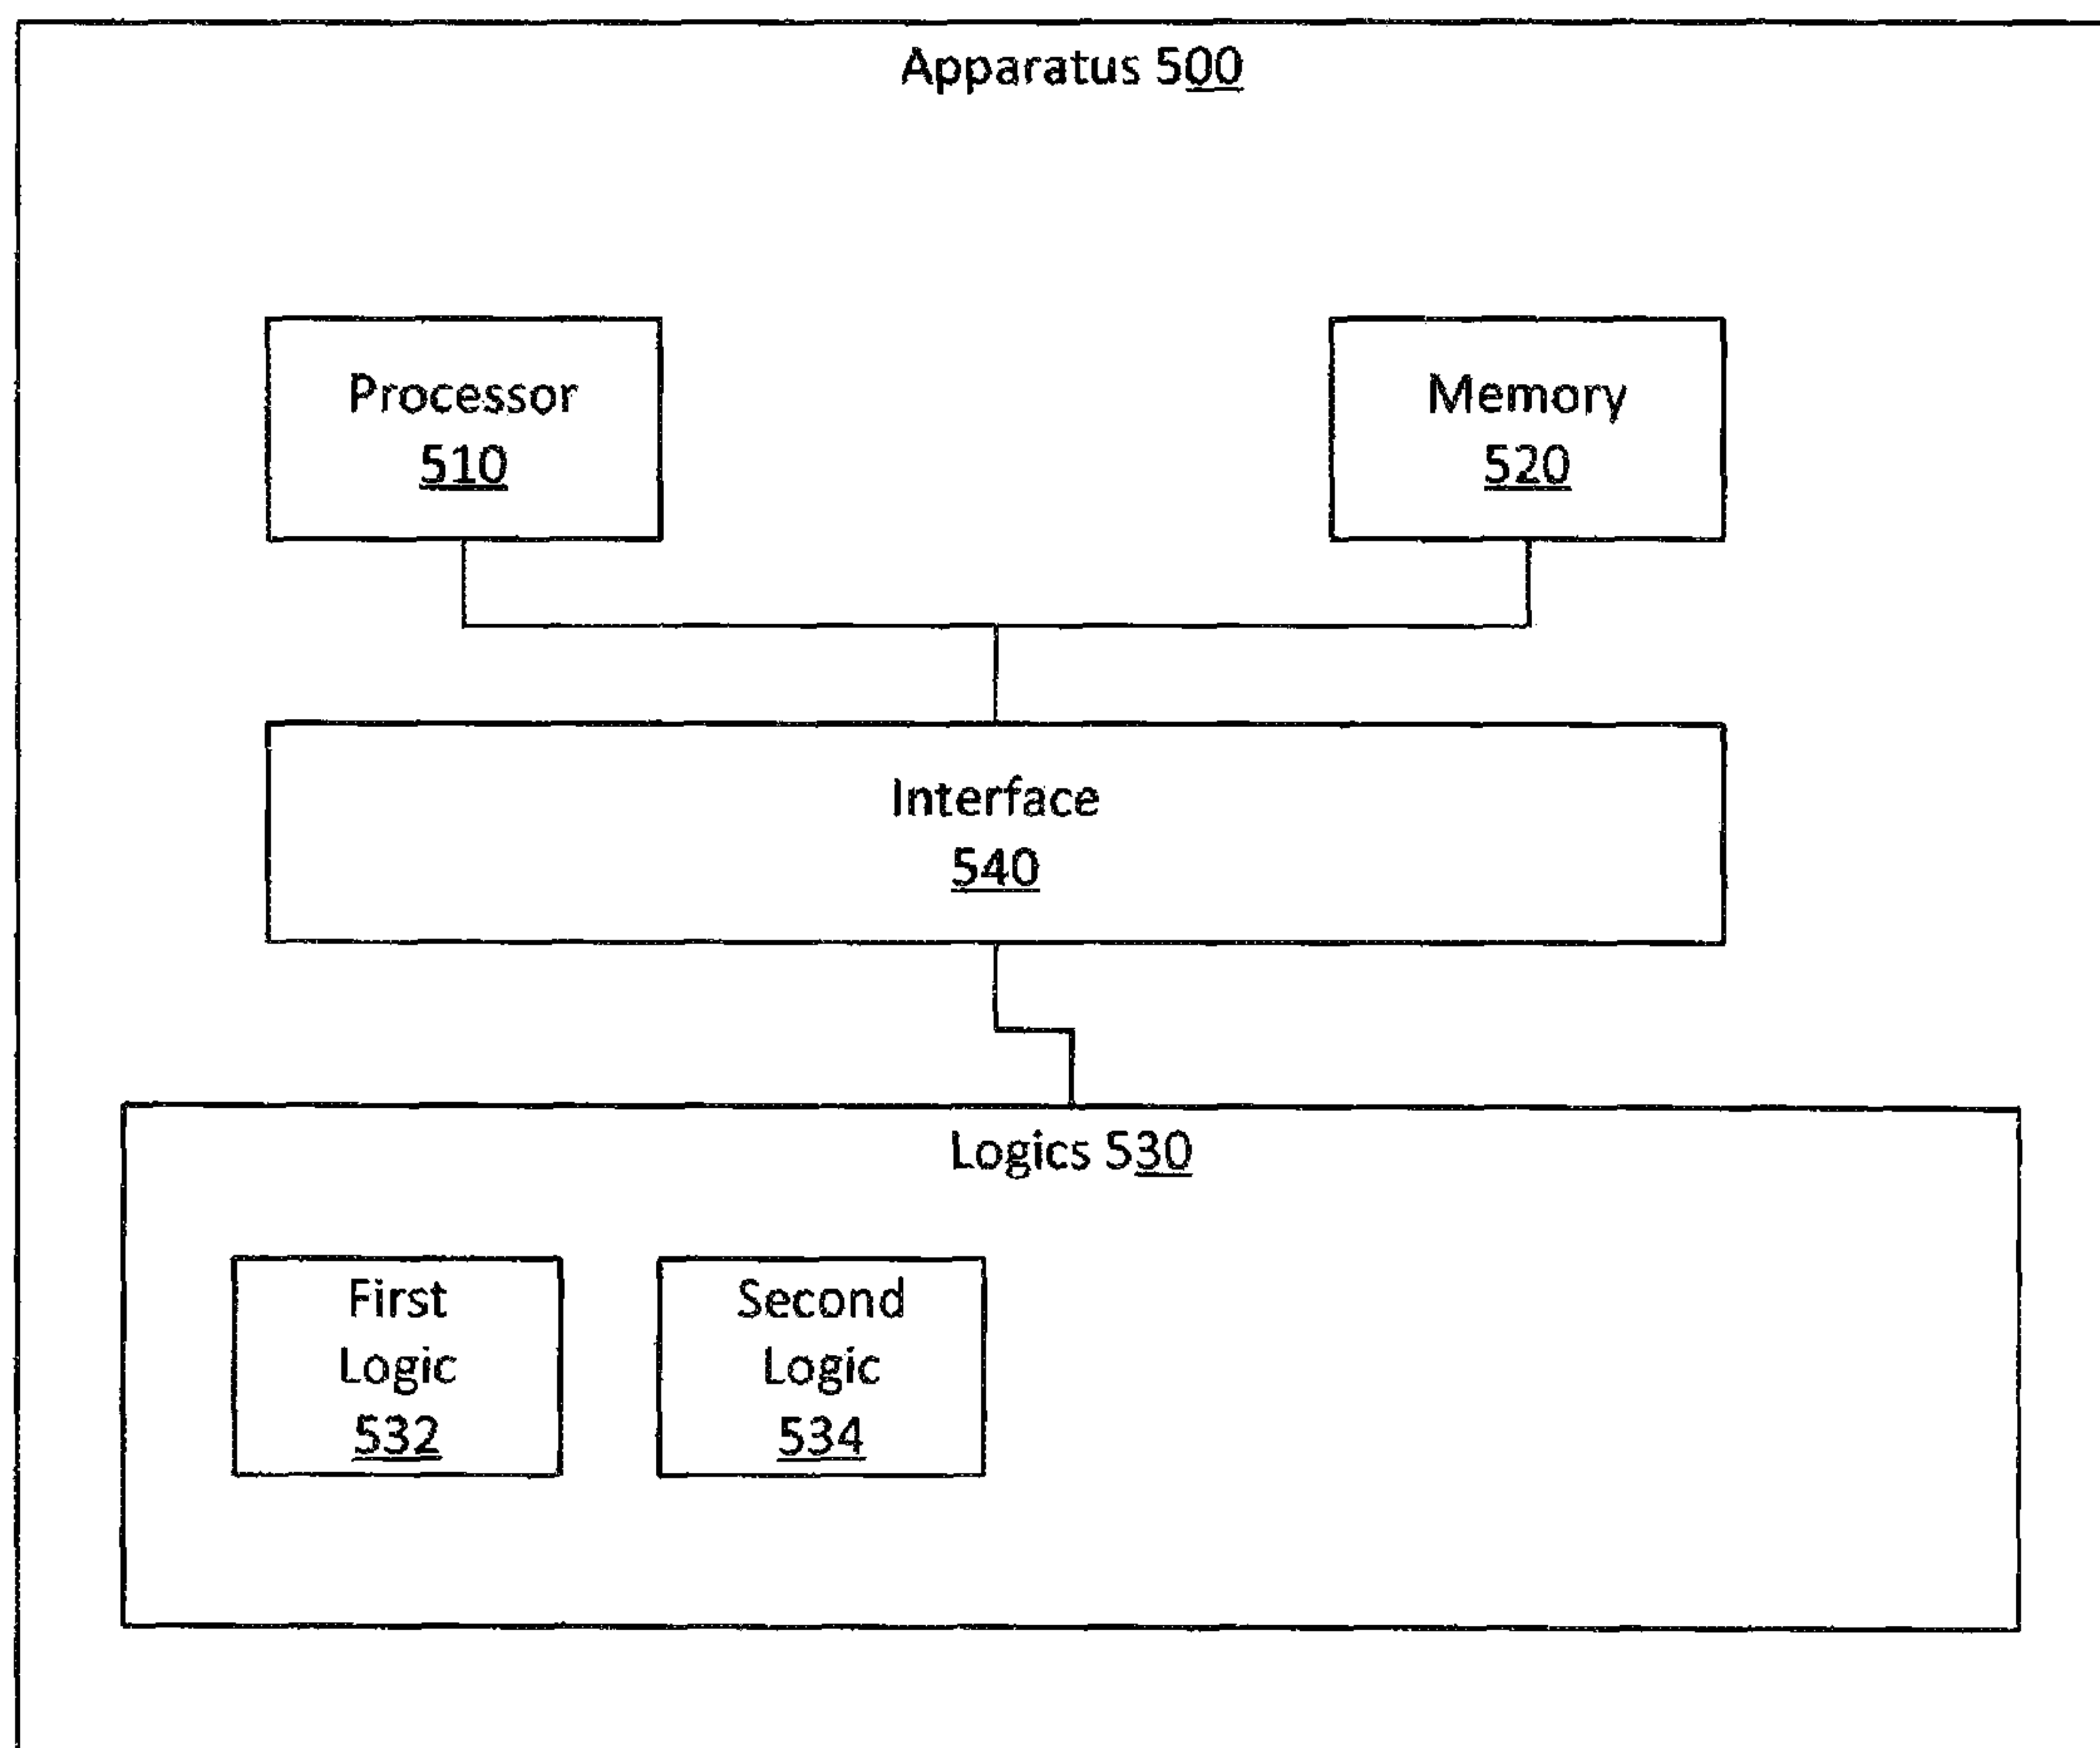 Apparatus 500
Processor
510
Memory
520
Interface
540
Logics 530
First
Logic
532
Second
Logic
534